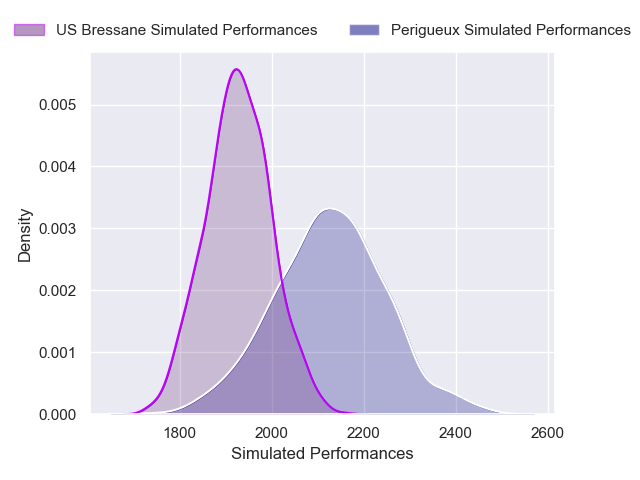 US Bressane Simulated Performances
Perigueux Simulated Performances
0.005
0.004
0.003
0.002
0.001
0.000
Density
1800
2000
2200
2400
2600
Simulated Performances